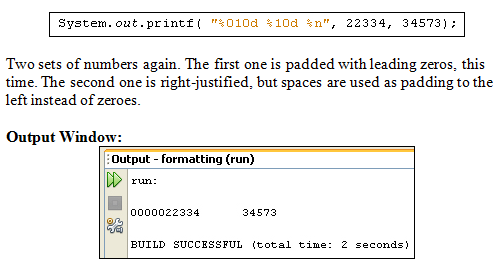 System.out.printf( "%010d %10d %n", 22334, 34573);
Two sets of numbers again. The first one is padded with leading zeros, this
time. The second one is right-justified, but spaces are used as padding to the
left instead of zeroes.
Output Window:
Output - formatting (run)
run:
0000022334      34573
BUILD SUCCESSFUL (total time: 2 seconds)